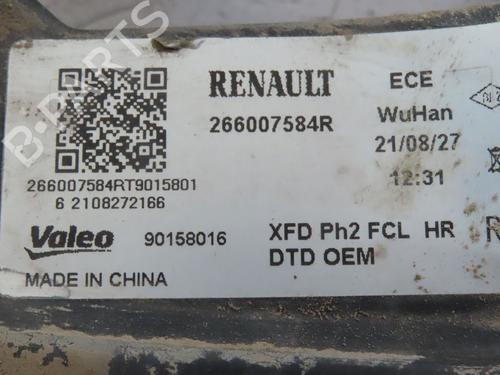 RENAULT
266007584R
ECE
WuHan
21/08/27
12:31
266007584RT9015801
6 2108272166
Valeo
90158016
XFD Ph2 FCL HR
DTD OEM
MADE IN CHINA
B-PARTS